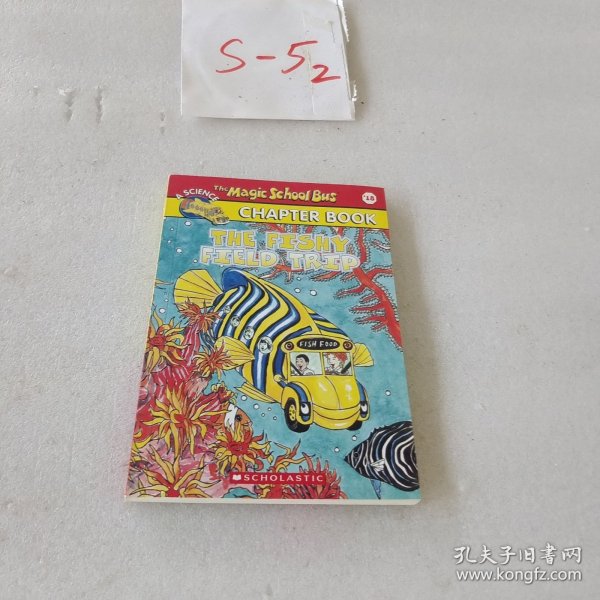 S-52
The Magic School Bus
#18
A SCIENCE
CHAPTER BOOK
THE FISHY
FIELD TRIP
FISH FOOD
SCHOLASTIC
孔夫子旧书网
www.kongfz.com